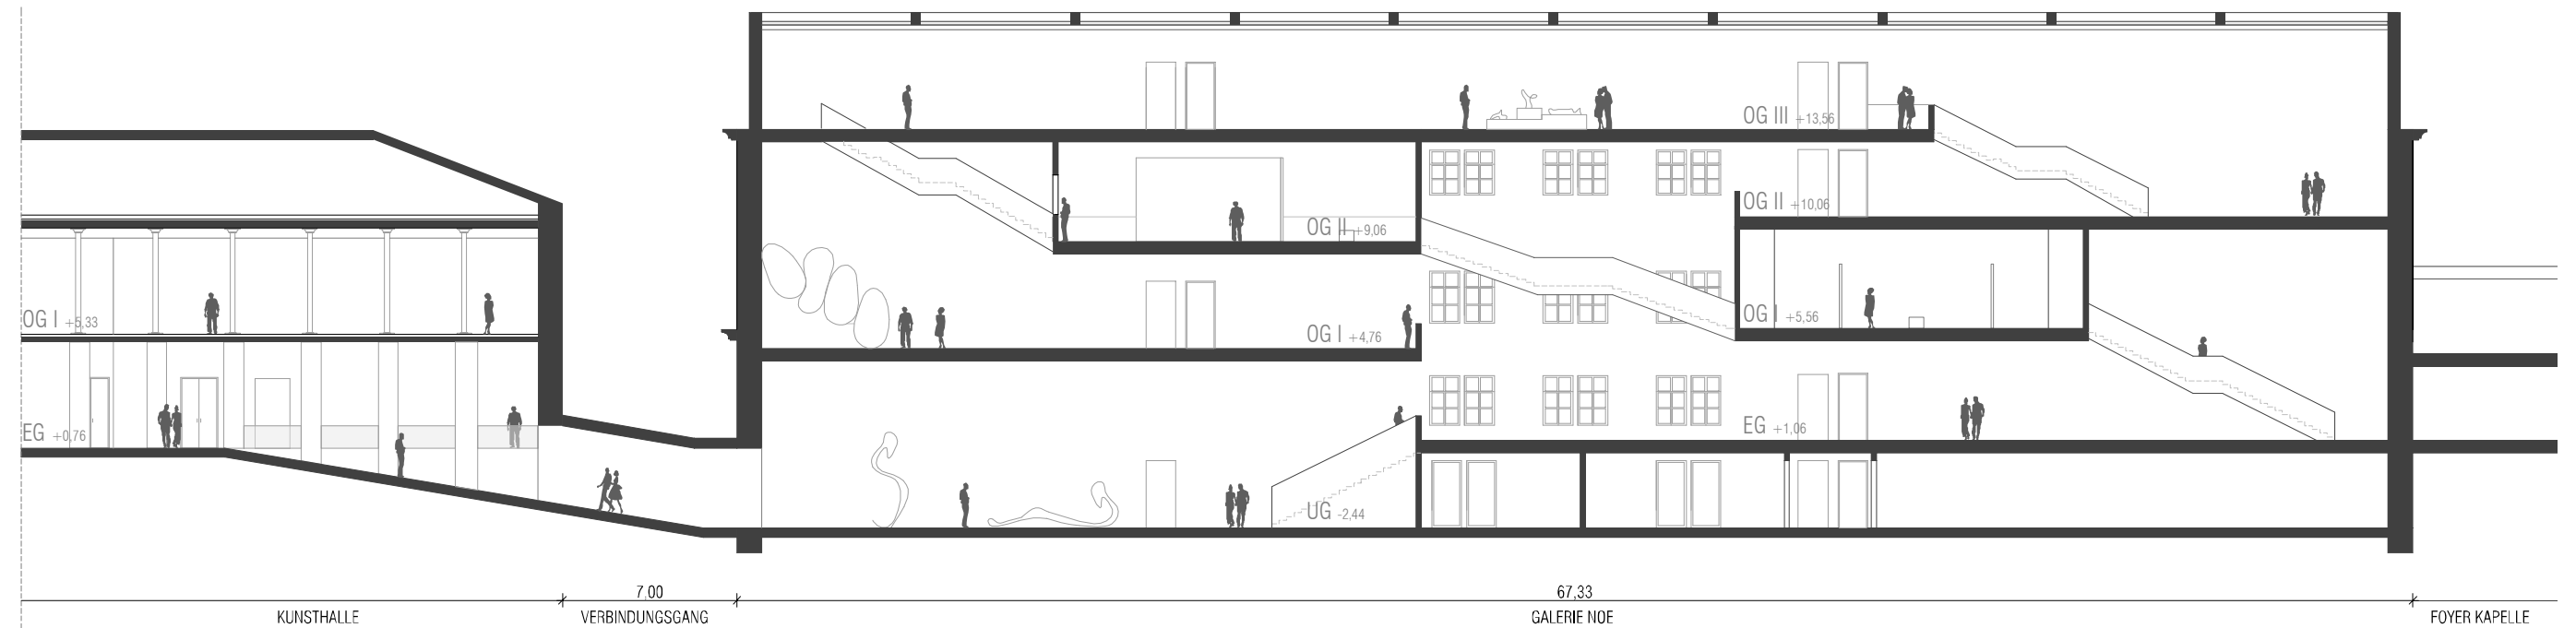 OG III +13,56
OG II +10,06
OG II +9,06
OG I +5,33
OG I +4,76
OG I +5,56
EG +0,76
EG +1,06
UG -2,44
7,00
67,33
KUNSTHALLE
VERBINDUNGSGANG
GALERIE NOE
FOYER KAPELLE